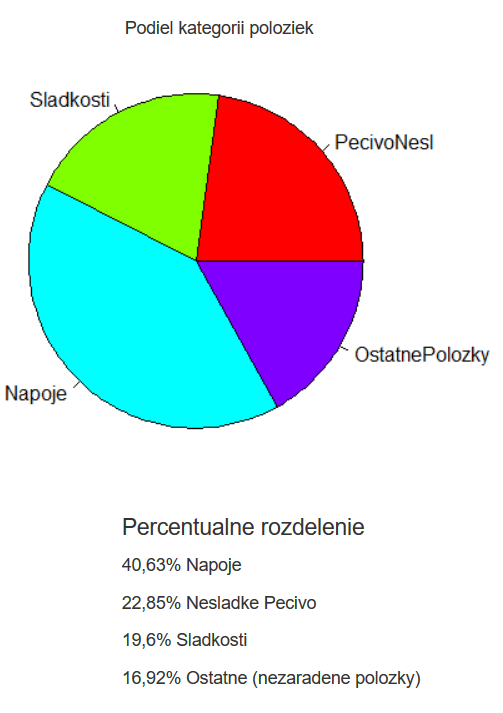 Podiel kategorii poloziek
Sladkosti
PecivoNesl
OstatnePolozky
Napoje
Percentualne rozdelenie
40,63% Napoje
22,85% Nesladke Pecivo
19,6% Sladkosti
16,92% Ostatne (nezaradene polozky)